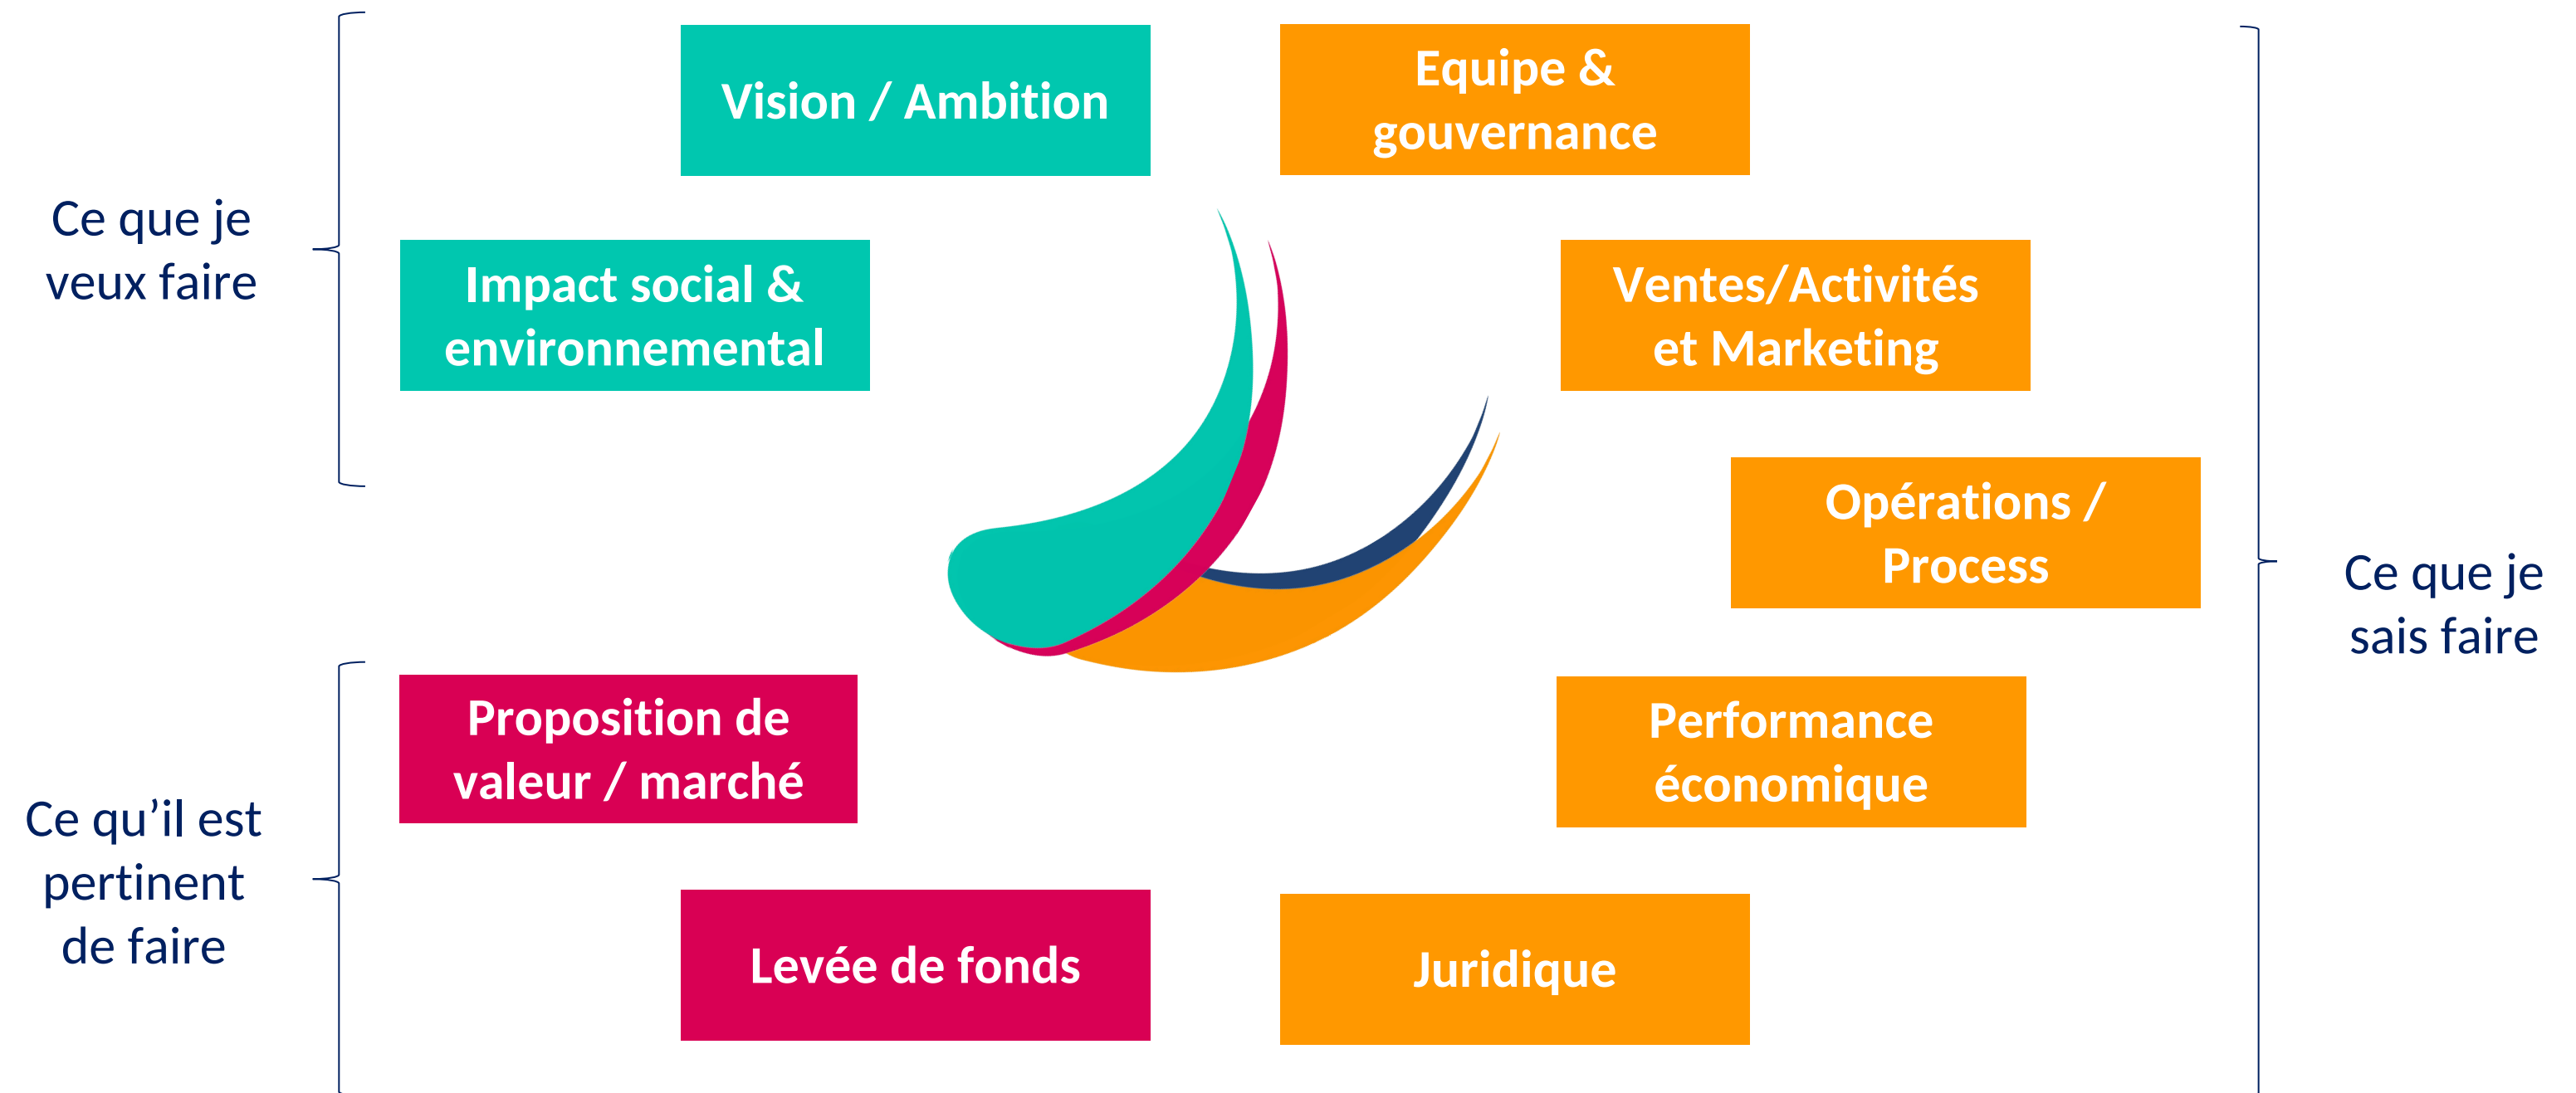 Vision / Ambition
Equipe &
gouvernance
Ce que je
veux faire
Impact social &
environnemental
Ventes/Activités
et Marketing
Opérations /
Process
Ce que je
sais faire
Proposition de
valeur / marché
Performance
économique
Ce qu’il est
pertinent
de faire
Levée de fonds
Juridique